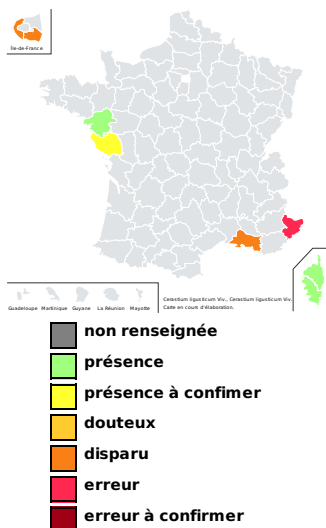 Île-de-France
Guadeloupe Martinique Guyane La Réunion Mayotte
Cerastium ligusticum Viv., Cerastium ligusticum Viv.
Carte en cours d'élaboration.
non renseignée
présence
présence à confimer
douteux
disparu
erreur
erreur à confirmer